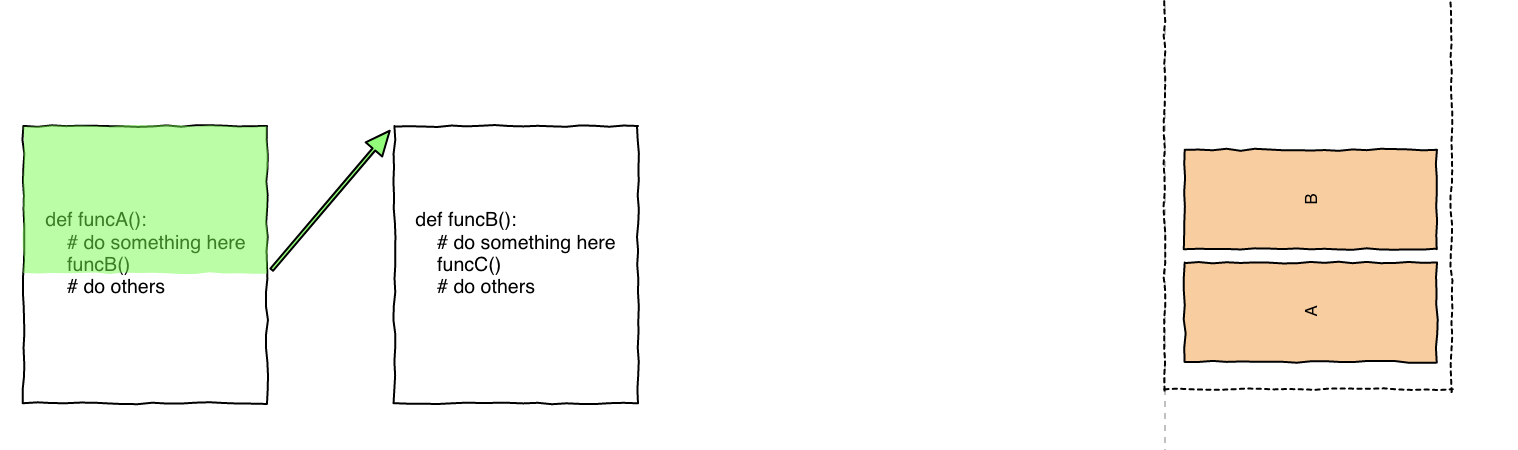 def funcA():
    # do something here
    funcB()
    # do others
def funcB():
    # do something here
    funcC()
    # do others
B
A